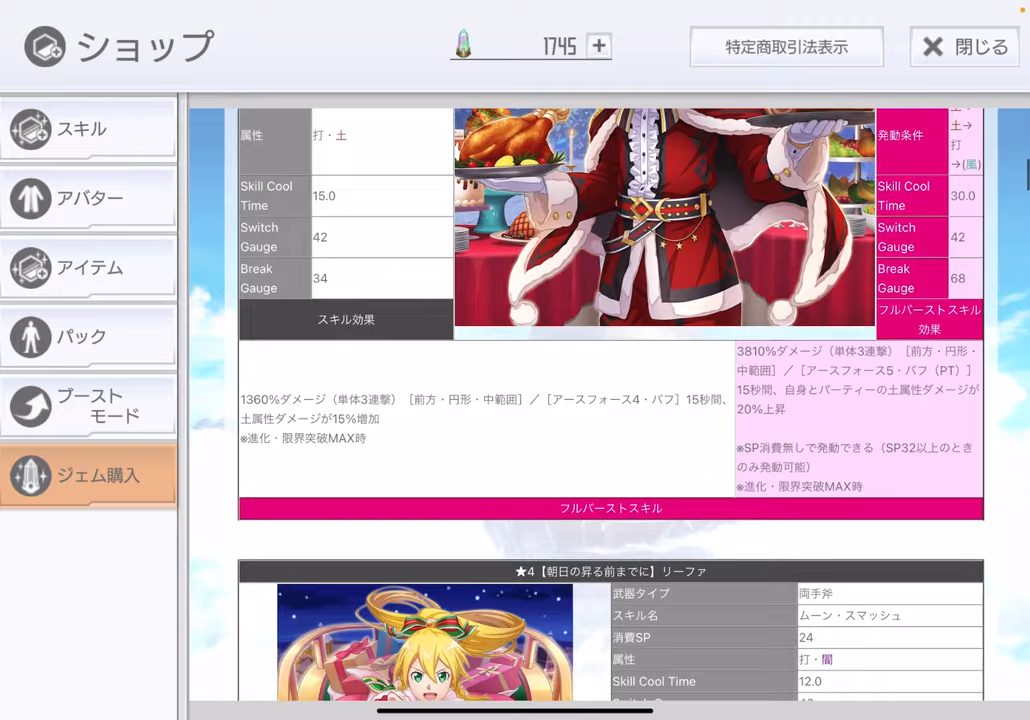 ショップ
1745
特定商取引法表示
閉じる
スキル
アバター
アイテム
パック
ブースト
モード
ジェム購入
属性
打・土
Skill Cool
Time
15.0
Switch
Gauge
42
Break
Gauge
34
スキル効果
発動条件
土→
打
→(風)
Skill Cool
Time
30.0
Switch
Gauge
42
Break
Gauge
68
フルバーストスキル
効果
1360%ダメージ（単体3連撃）［前方・円形・中範囲］／［アースフォース4・バフ］15秒間、
土属性ダメージが15%増加
※進化・限界突破MAX時
3810%ダメージ（単体3連撃）［前方・円形・
中範囲］／［アースフォース5・バフ（PT）］
15秒間、自身とパーティーの土属性ダメージが
20%上昇
※SP消費無しで発動できる（SP32以上のとき
のみ発動可能）
※進化・限界突破MAX時
フルバーストスキル
★4【朝日の昇る前までに】リーファ
武器タイプ
両手斧
スキル名
ムーン・スマッシュ
消費SP
24
属性
打・闇
Skill Cool Time
12.0